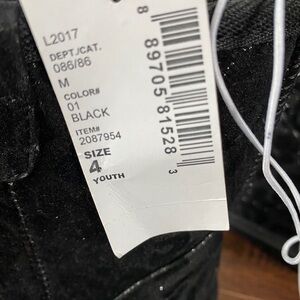 L2017
DEPT./CAT.
086/86
M
COLOR#
01
BLACK
ITEM#
2087954
SIZE
4
YOUTH
8 89705 81528 3